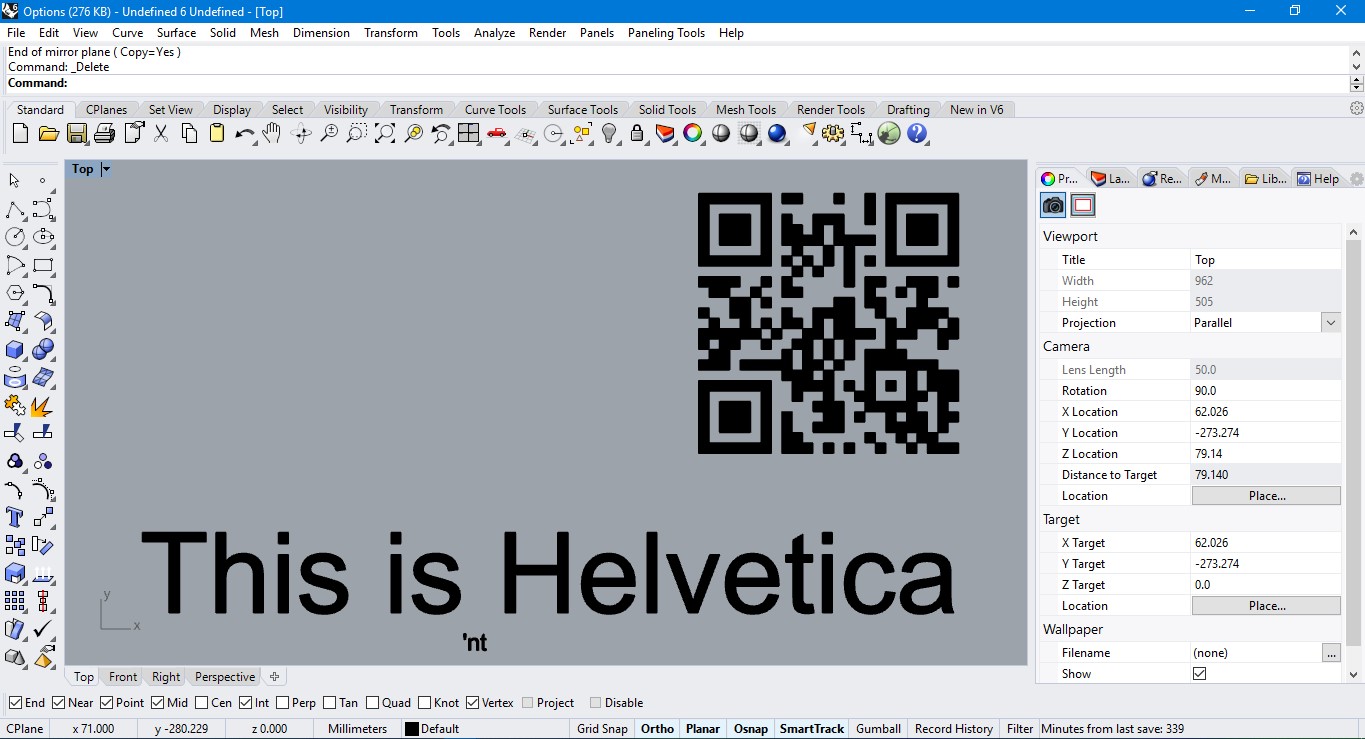 Options (276 KB) - Undefined 6 Undefined - [Top]
File Edit View Curve Surface Solid Mesh Dimension Transform Tools Analyze Render Panels Paneling Tools Help
End of mirror plane ( Copy=Yes )
Command: _Delete
Command:
Standard CPlanes Set View Display Select Visibility Transform Curve Tools Surface Tools Solid Tools Mesh Tools Render Tools Drafting New in V6
Top
Pr... La... Re... M... Lib... Help
Viewport
Title Top
Width 962
Height 505
Projection Parallel
Camera
Lens Length 50.0
Rotation 90.0
X Location 62.026
Y Location -273.274
Z Location 79.14
Distance to Target 79.140
Location Place...
Target
X Target 62.026
Y Target -273.274
Z Target 0.0
Location Place...
Wallpaper
Filename (none) ...
Show
This is Helvetica
'nt
y
x
Top Front Right Perspective
End Near Point Mid Cen Int Perp Tan Quad Knot Vertex Project Disable
CPlane x 71.000 y -280.229 z 0.000 Millimeters Default Grid Snap Ortho Planar Osnap SmartTrack Gumball Record History Filter Minutes from last save: 339